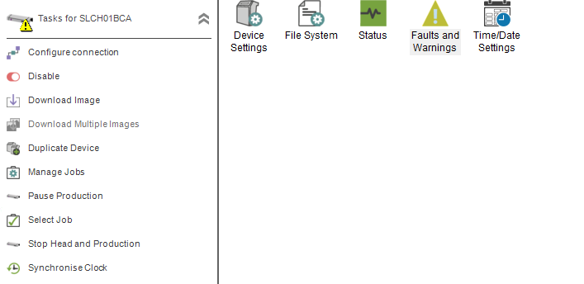 Tasks for SLCH01BCA
Configure connection
Disable
Download Image
Download Multiple Images
Duplicate Device
Manage Jobs
Pause Production
Select Job
Stop Head and Production
Synchronise Clock
Device
Settings
File System
Status
Faults and
Warnings
Time/Date
Settings